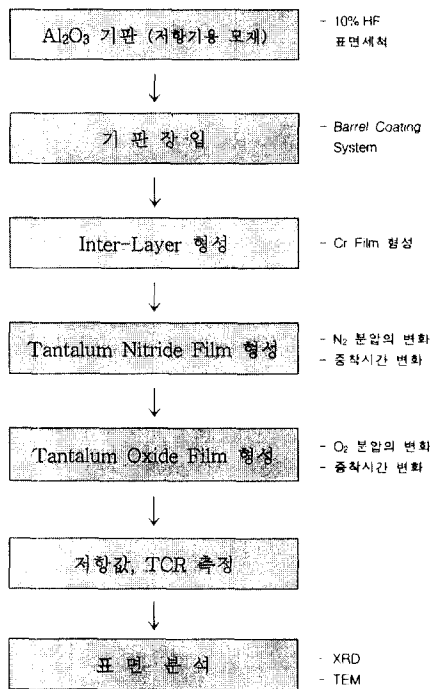 Al₂O₃ 기판 (저항기용 모재)
- 10% HF
표면세척
기 판 장 입
- Barrel Coating
System
Inter-Layer 형성
- Cr Film 형성
Tantalum Nitride Film 형성
- N₂ 분압의 변화
- 증착시간 변화
Tantalum Oxide Film 형성
- O₂ 분압의 변화
- 증착시간 변화
저항값, TCR 측정
표 면 분 석
- XRD
- TEM